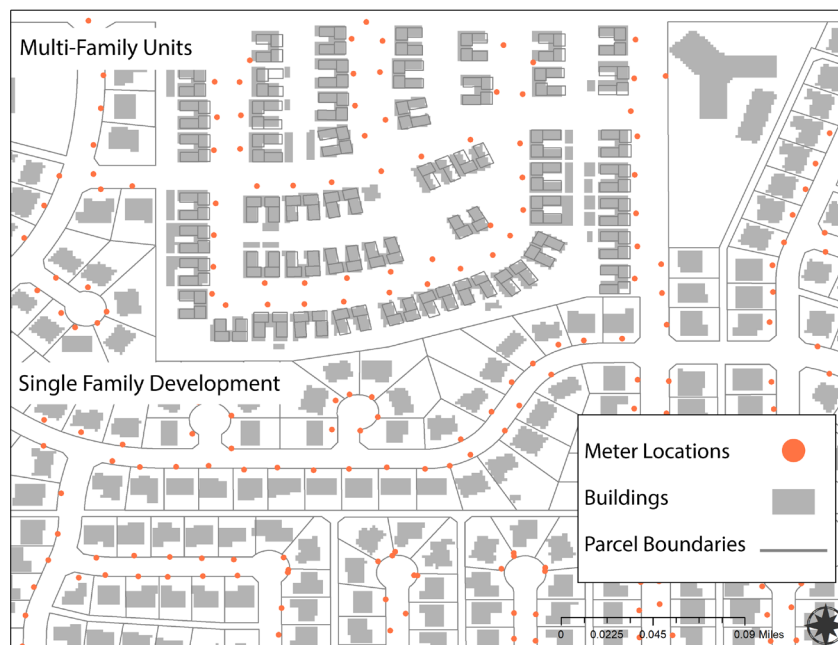 Multi-Family Units
Single Family Development
Meter Locations
Buildings
Parcel Boundaries
0 0.0225 0.045 0.09 Miles